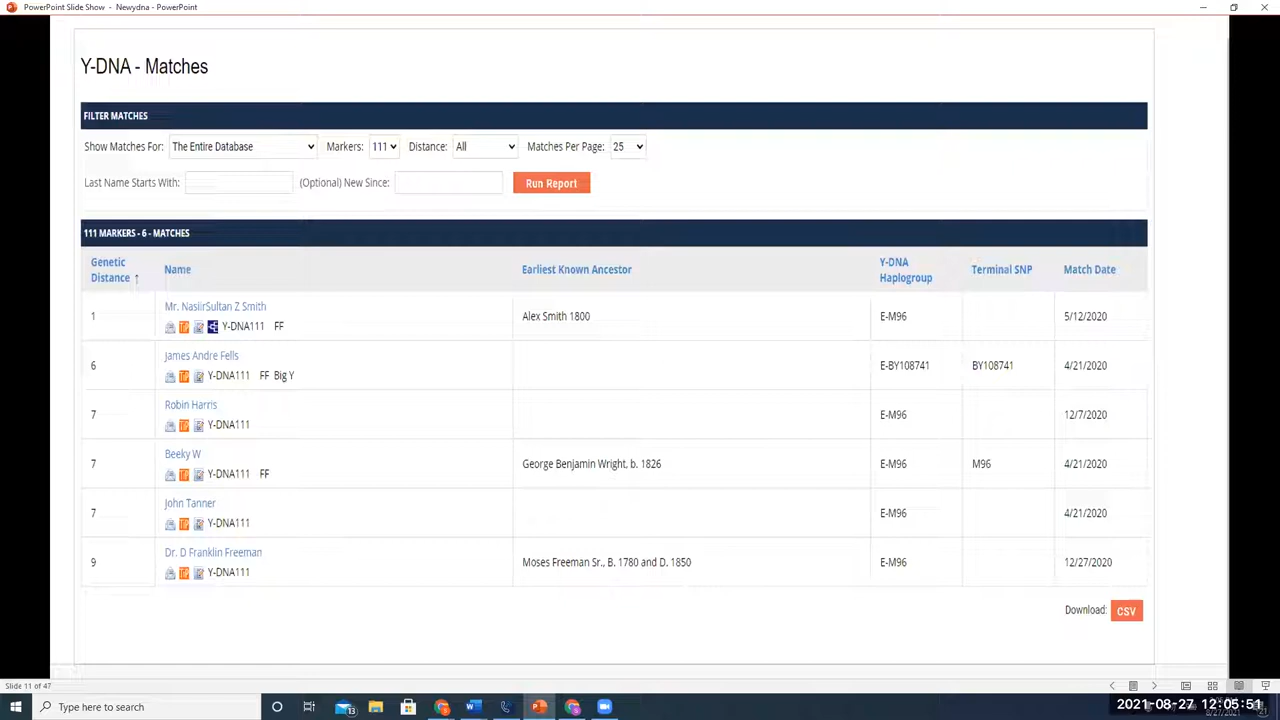 PowerPoint Slide Show - Newydna - PowerPoint
Y-DNA - Matches
FILTER MATCHES
Show Matches For: The Entire Database Markers: 111 Distance: All Matches Per Page: 25
Last Name Starts With: (Optional) New Since: Run Report
111 MARKERS - 6 - MATCHES
Genetic Distance ↑ Name Earliest Known Ancestor Y-DNA Haplogroup Terminal SNP Match Date
1 Mr. NasiirSultan Z Smith Alex Smith 1800 E-M96 5/12/2020
Y-DNA111 FF
6 James Andre Fells E-BY108741 BY108741 4/21/2020
Y-DNA111 FF Big Y
7 Robin Harris E-M96 12/7/2020
Y-DNA111
7 Beeky W George Benjamin Wright, b. 1826 E-M96 M96 4/21/2020
Y-DNA111 FF
7 John Tanner E-M96 4/21/2020
Y-DNA111
9 Dr. D Franklin Freeman Moses Freeman Sr., B. 1780 and D. 1850 E-M96 12/27/2020
Y-DNA111
Download: CSV
Slide 11 of 47
Type here to search
2021-08-27 12:05:51